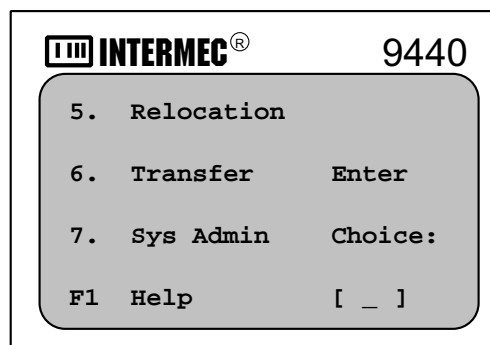 INTERMEC® 9440
5. Relocation
6. Transfer Enter
7. Sys Admin Choice:
F1 Help [ _ ]